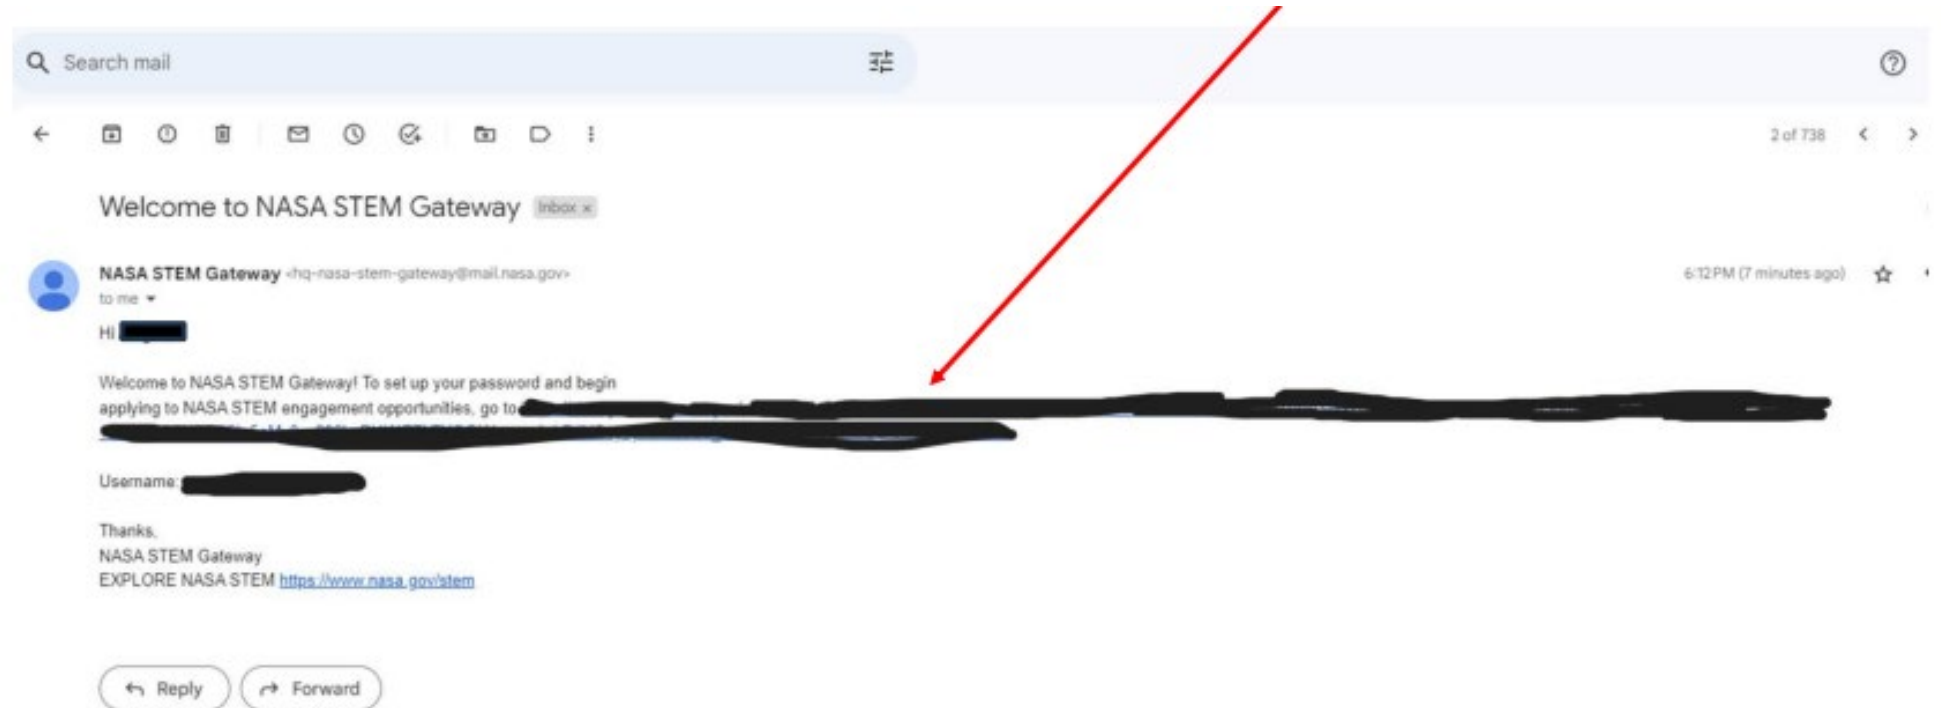 Search mail
2 of 738
Welcome to NASA STEM Gateway Inbox x
NASA STEM Gateway <hq-nasa-stem-gateway@mail.nasa.gov>
6:12 PM (7 minutes ago)
to me
Hi
Welcome to NASA STEM Gateway! To set up your password and begin
applying to NASA STEM engagement opportunities, go to
Username:
Thanks,
NASA STEM Gateway
EXPLORE NASA STEM https://www.nasa.gov/stem
Reply Forward